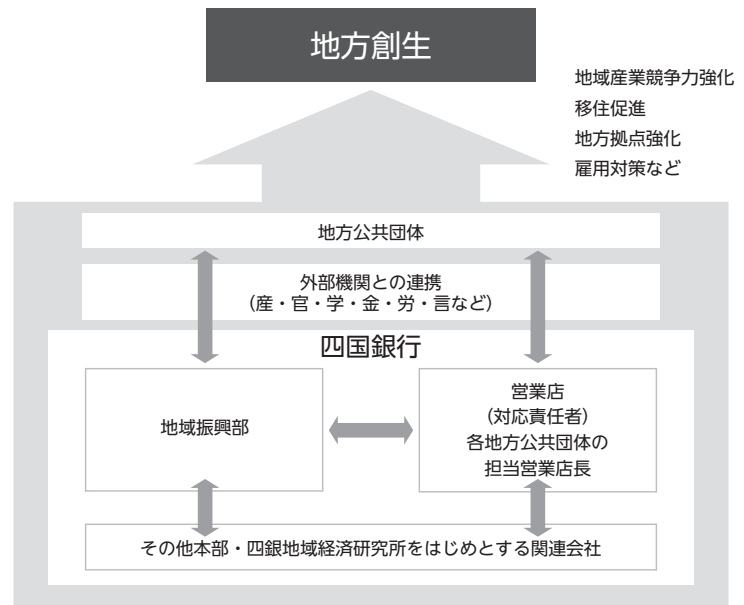 地方創生
地域産業競争力強化
移住促進
地方拠点強化
雇用対策など
地方公共団体
外部機関との連携
（産・官・学・金・労・言など）
四国銀行
地域振興部
営業店
（対応責任者）
各地方公共団体の
担当営業店長
その他本部・四銀地域経済研究所をはじめとする関連会社